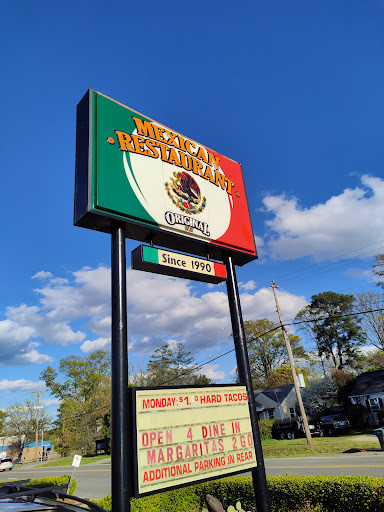 MEXICAN
RESTAURANT
ORIGINAL
Since 1990
MONDAY: $1. HARD TACOS
OPEN 4 DINE IN
MARGARITAS 2 GO
ADDITIONAL PARKING IN REAR